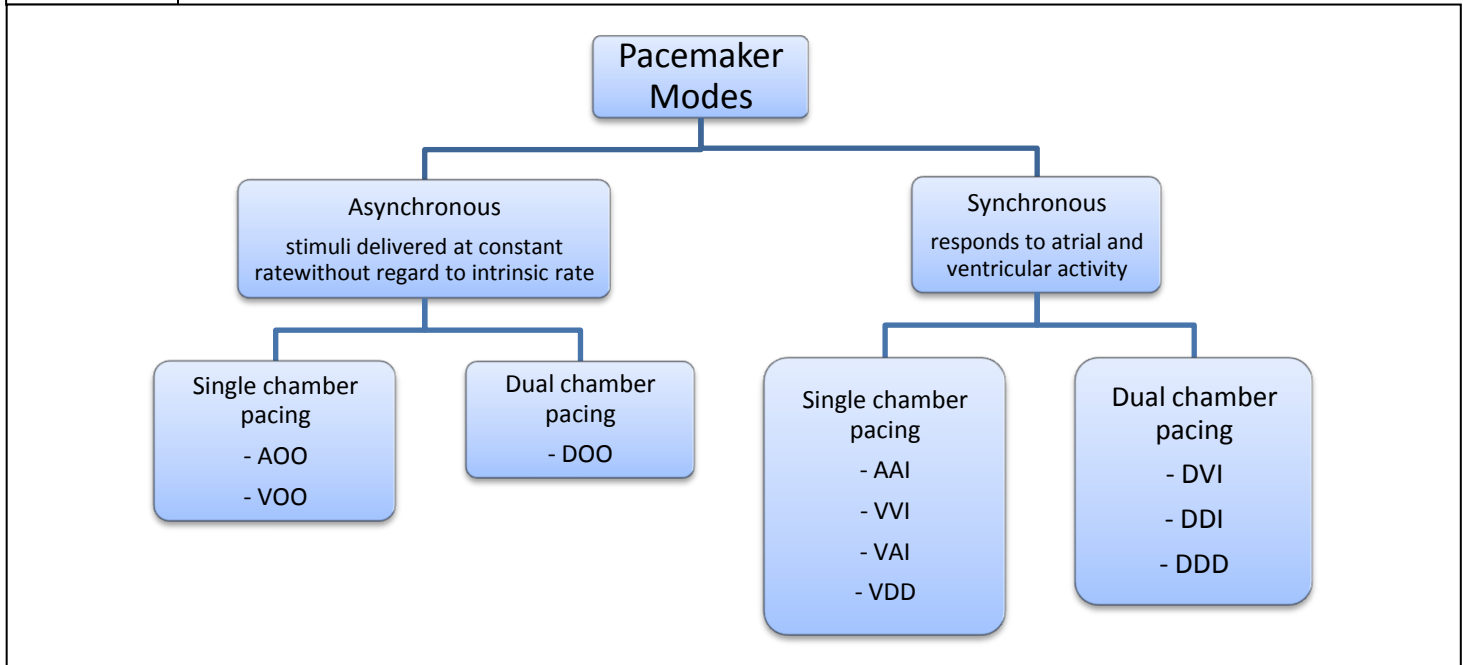 Pacemaker
Modes
Asynchronous
stimuli delivered at constant
ratewithout regard to intrinsic rate
Synchronous
responds to atrial and
ventricular activity
Single chamber
pacing
- AOO
- VOO
Dual chamber
pacing
- DOO
Single chamber
pacing
- AAI
- VVI
- VAI
- VDD
Dual chamber
pacing
- DVI
- DDI
- DDD